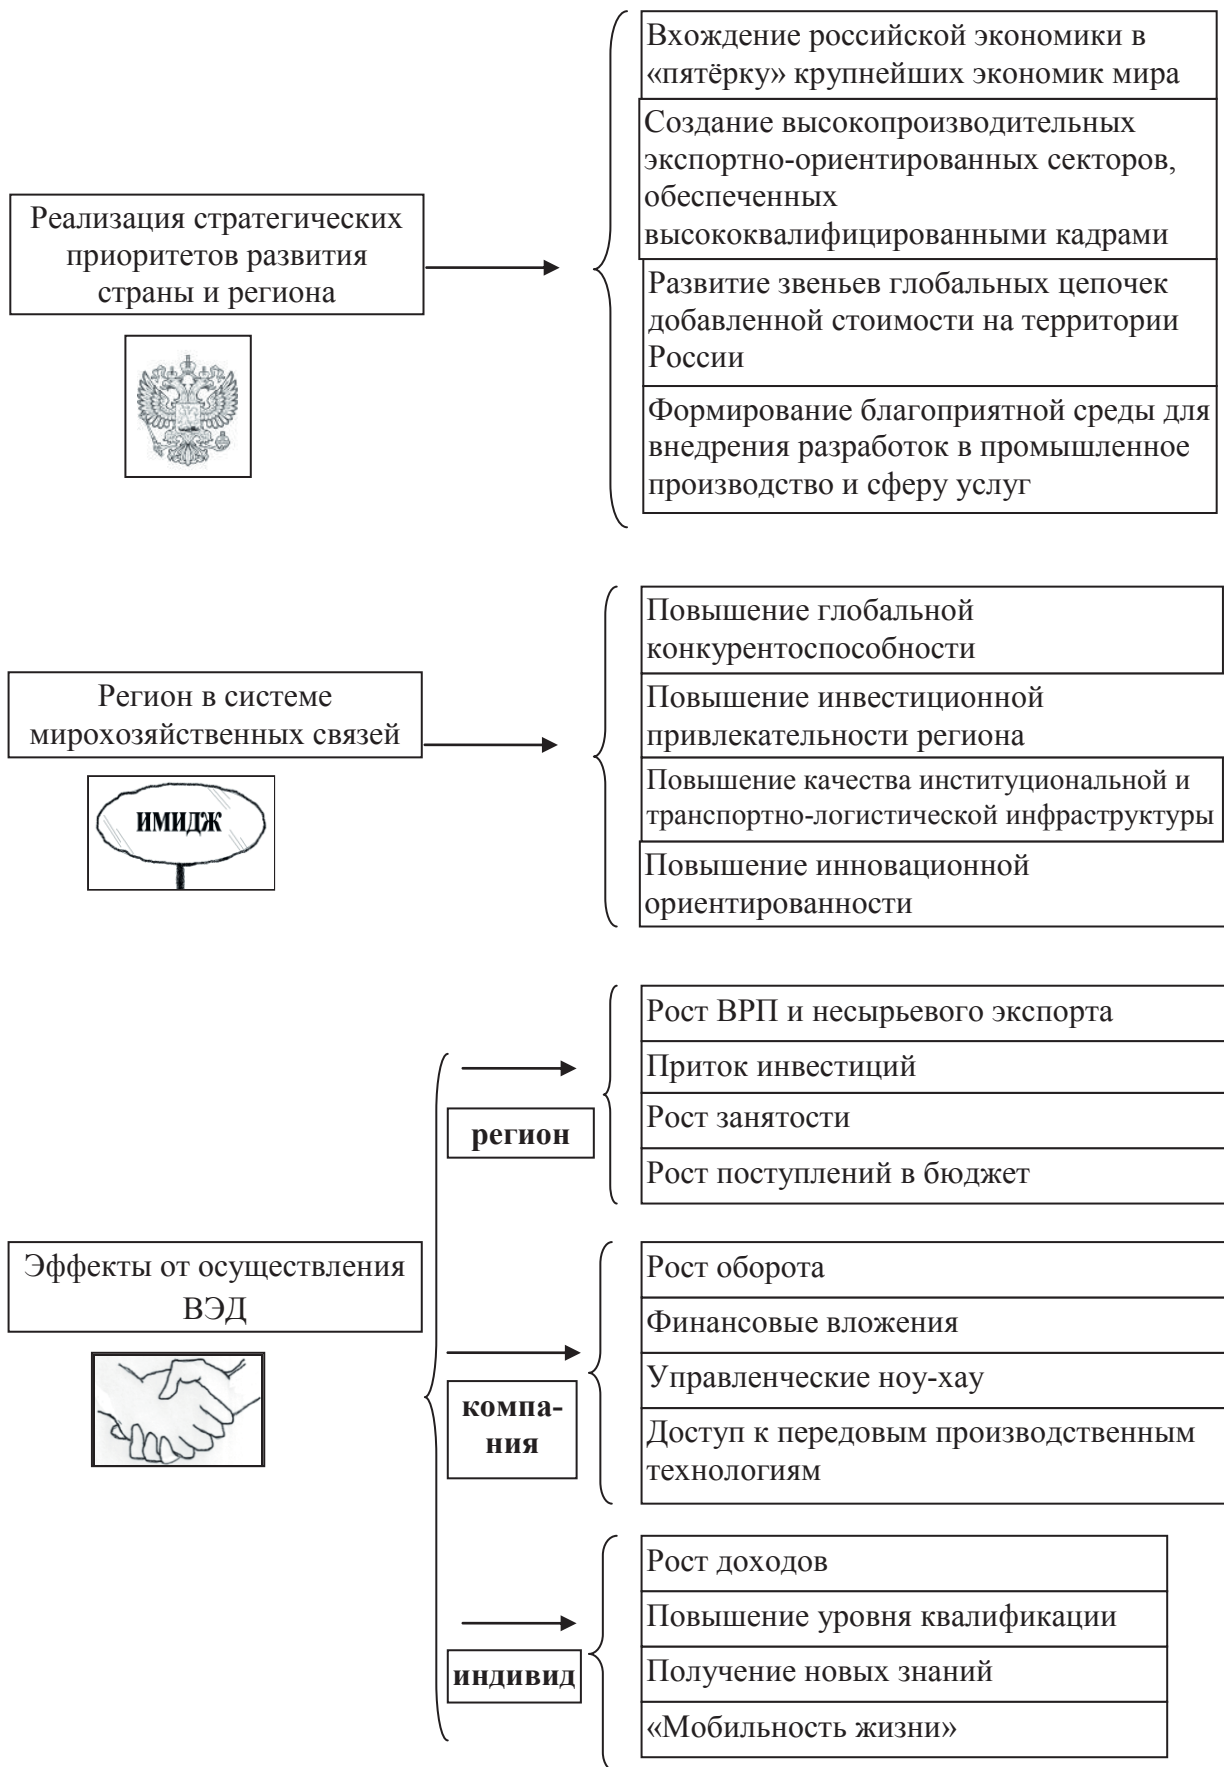 Реализация стратегических
приоритетов развития
страны и региона
Вхождение российской экономики в
«пятёрку» крупнейших экономик мира
Создание высокопроизводительных
экспортно-ориентированных секторов,
обеспеченных
высококвалифицированными кадрами
Развитие звеньев глобальных цепочек
добавленной стоимости на территории
России
Формирование благоприятной среды для
внедрения разработок в промышленное
производство и сферу услуг
Регион в системе
мирохозяйственных связей
ИМИДЖ
Повышение глобальной
конкурентоспособности
Повышение инвестиционной
привлекательности региона
Повышение качества институциональной и
транспортно-логистической инфраструктуры
Повышение инновационной
ориентированности
Эффекты от осуществления
ВЭД
регион
Рост ВРП и несырьевого экспорта
Приток инвестиций
Рост занятости
Рост поступлений в бюджет
компа-
ния
Рост оборота
Финансовые вложения
Управленческие ноу-хау
Доступ к передовым производственным
технологиям
индивид
Рост доходов
Повышение уровня квалификации
Получение новых знаний
«Мобильность жизни»